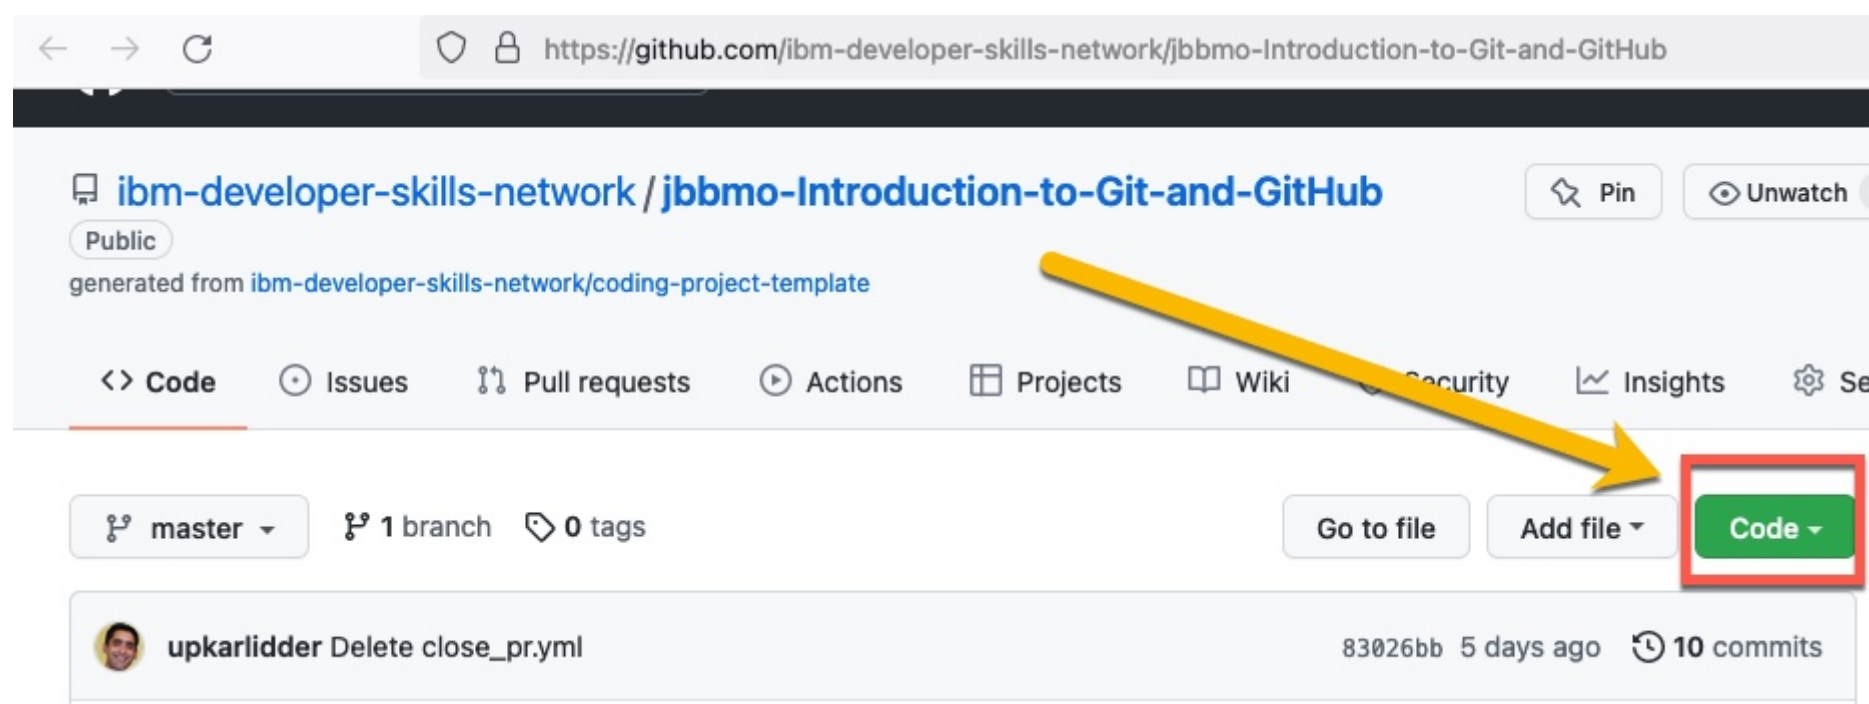 https://github.com/ibm-developer-skills-network/jbbmo-Introduction-to-Git-and-GitHub
ibm-developer-skills-network / jbbmo-Introduction-to-Git-and-GitHub Pin Unwatch
Public
generated from ibm-developer-skills-network/coding-project-template
<> Code Issues Pull requests Actions Projects Wiki Security Insights Se
master 1 branch 0 tags Go to file Add file Code
upkarlidder Delete close_pr.yml 83026bb 5 days ago 10 commits